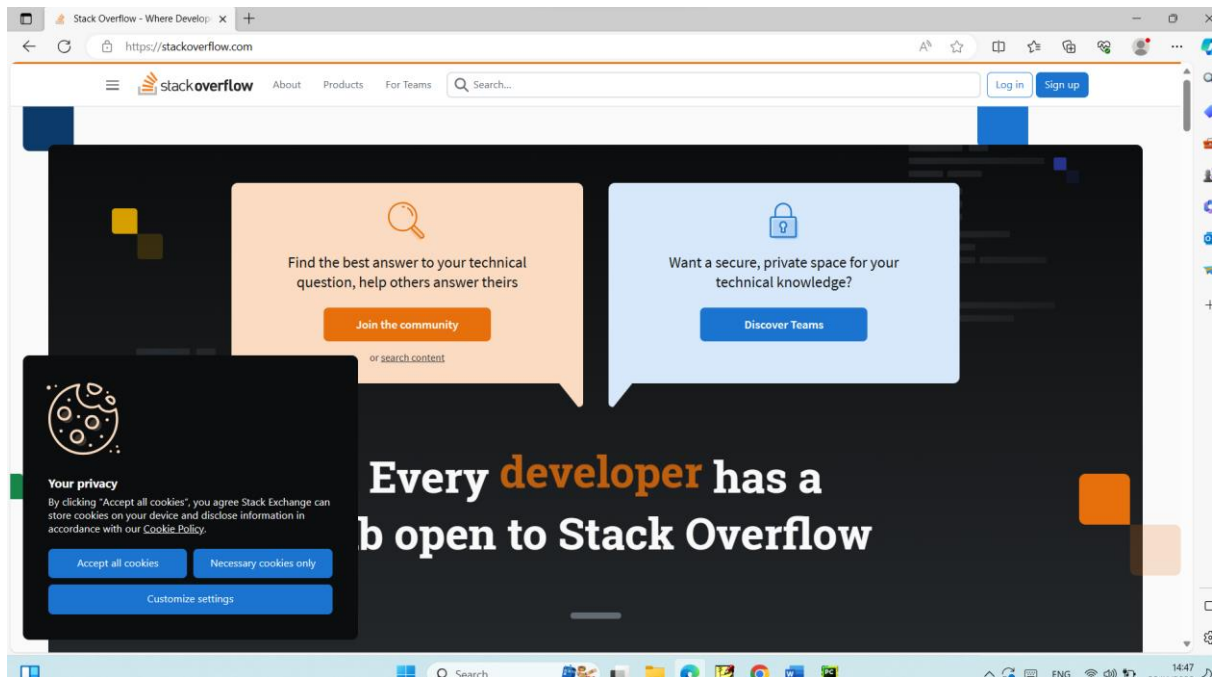 Stack Overflow - Where Develop
https://stackoverflow.com
stackoverflow About Products For Teams Search... Log in Sign up
Find the best answer to your technical
question, help others answer theirs
Join the community
or search content
Want a secure, private space for your
technical knowledge?
Discover Teams
Every developer has a
b open to Stack Overflow
Your privacy
By clicking "Accept all cookies", you agree Stack Exchange can
store cookies on your device and disclose information in
accordance with our Cookie Policy.
Accept all cookies Necessary cookies only
Customize settings
Search
ENG
14:47